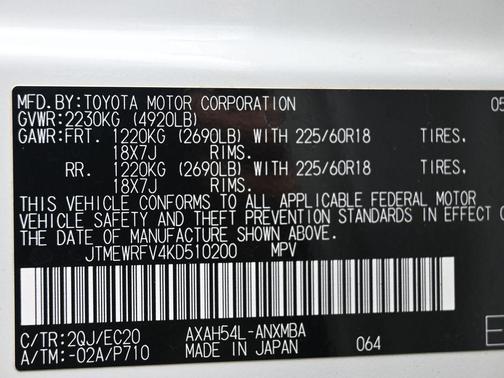 MFD.BY:TOYOTA MOTOR CORPORATION 05
GVWR:2230KG (4920LB)
GAWR:FRT. 1220KG (2690LB) WITH 225/60R18 TIRES.
18X7J RIMS.
RR. 1220KG (2690LB) WITH 225/60R18 TIRES.
18X7J RIMS.
THIS VEHICLE CONFORMS TO ALL APPLICABLE FEDERAL MOTOR
VEHICLE SAFETY AND THEFT PREVENTION STANDARDS IN EFFECT
THE DATE OF MANUFACTURE SHOWN ABOVE.
JTMEWRFV4KD510200 MPV
C/TR:2QJ/EC20 AXAH54L-ANXMBA
A/TM:-02A/P710 MADE IN JAPAN 064